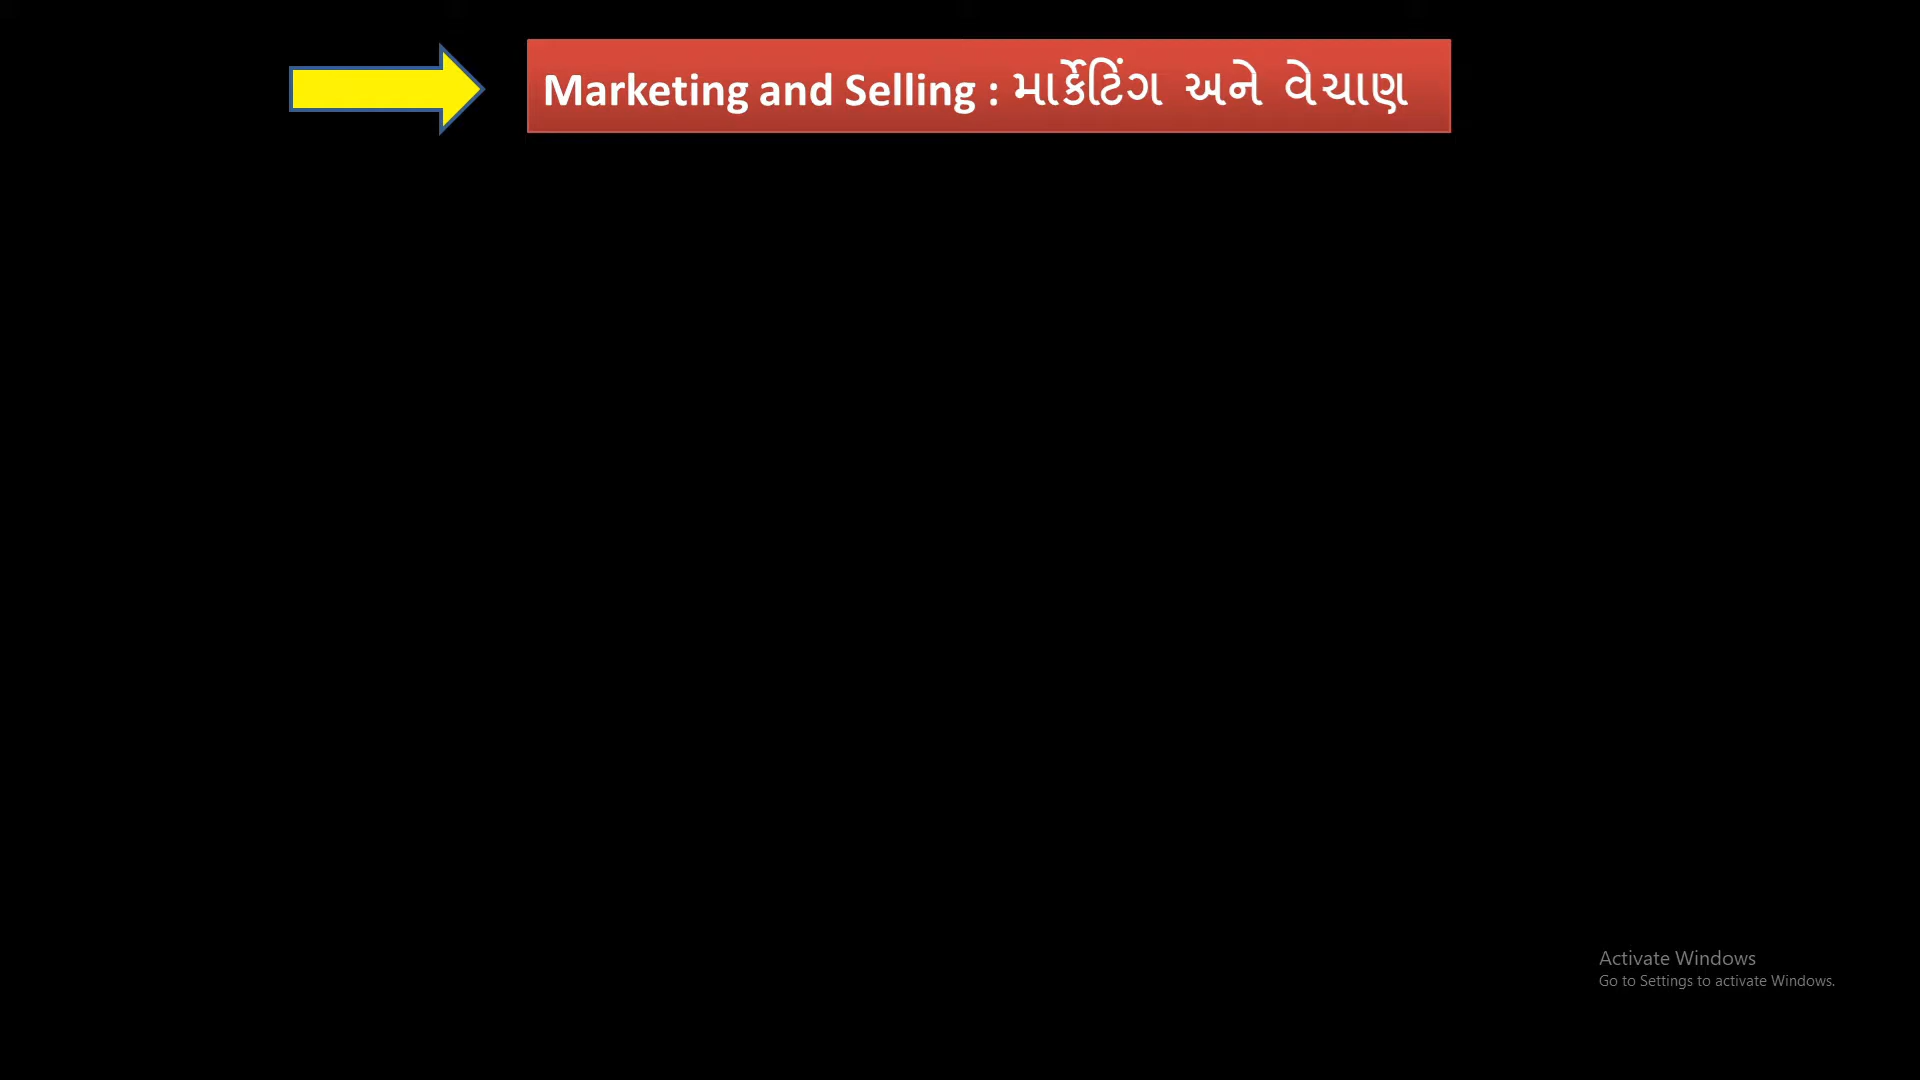 Marketing and Selling : માર્કેટિંગ અને વેચાણ
Activate Windows
Go to Settings to activate Windows.